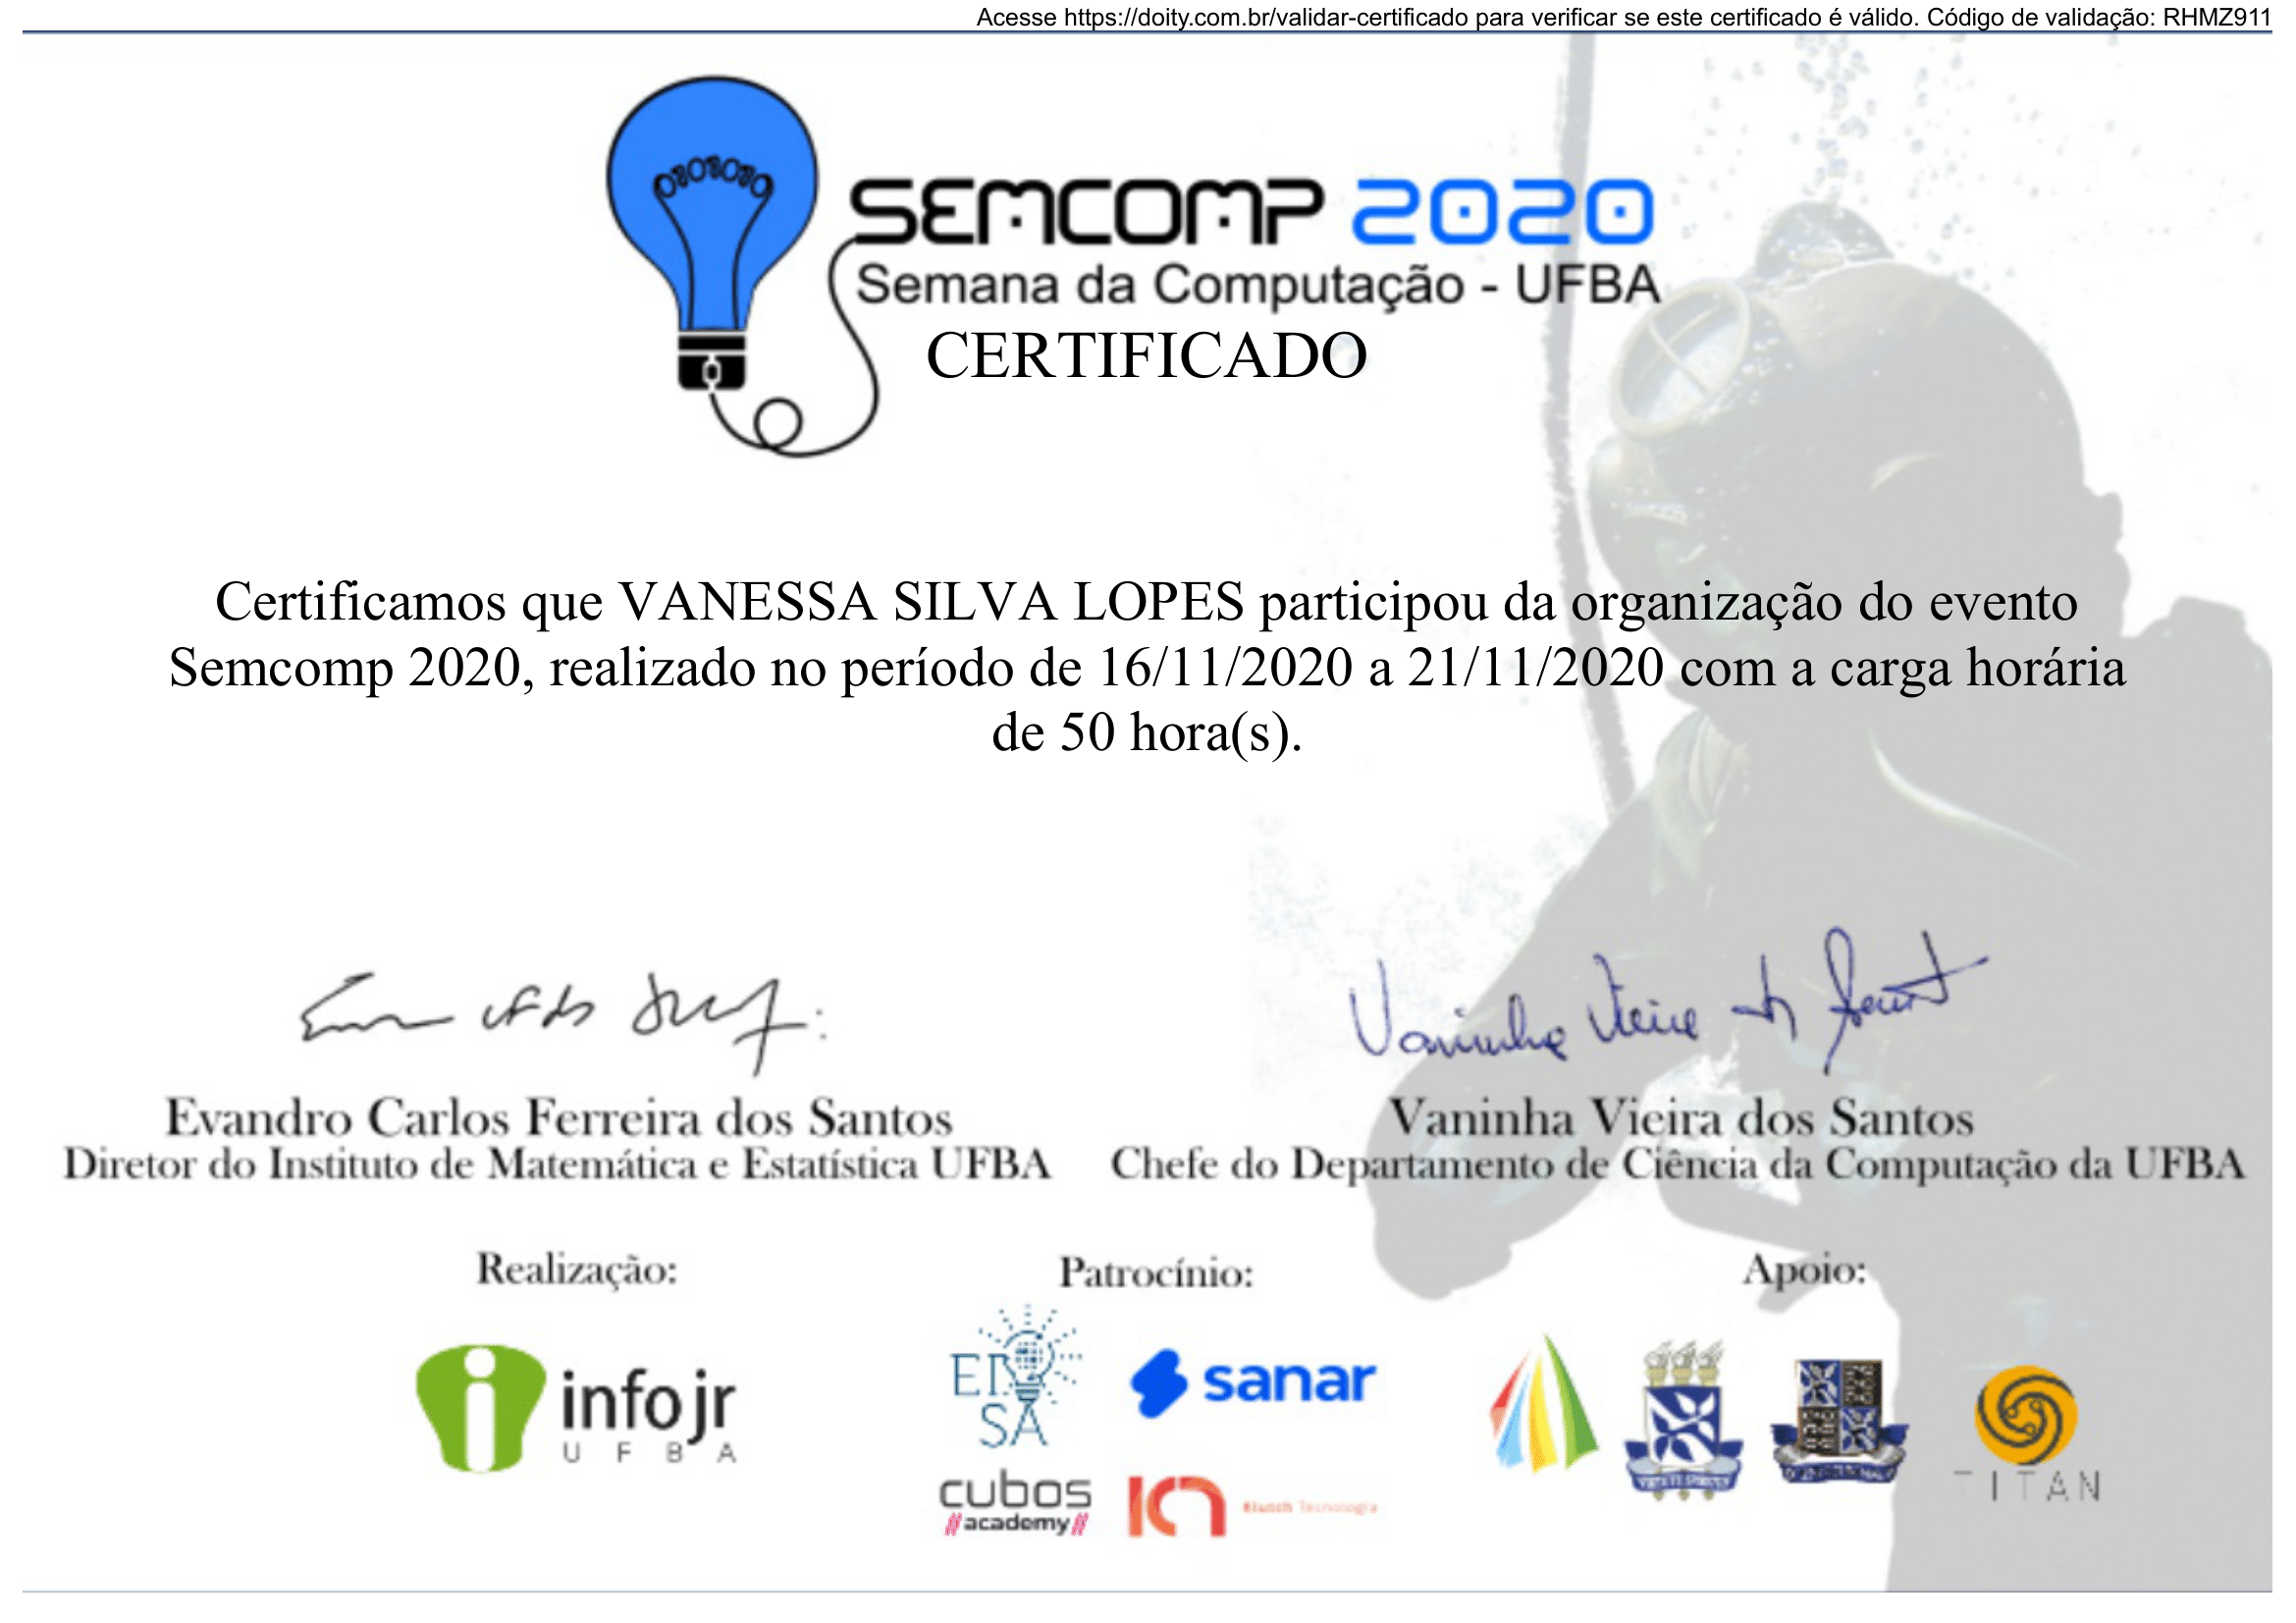 Acesse https://doity.com.br/validar-certificado para verificar se este certificado é válido. Código de validação: RHMZ911
SEMCOMP 2020
Semana da Computação - UFBA
CERTIFICADO
Certificamos que VANESSA SILVA LOPES participou da organização do evento
Semcomp 2020, realizado no período de 16/11/2020 a 21/11/2020 com a carga horária
de 50 hora(s).
Vaninha Vieira
Evandro Carlos Ferreira dos Santos
Diretor do Instituto de Matemática e Estatística UFBA
Vaninha Vieira dos Santos
Chefe do Departamento de Ciência da Computação da UFBA
Realização:
Patrocínio:
Apoio:
infojr
UFBA
sanar
cubos
//academy//
Tecnologia
TITAN